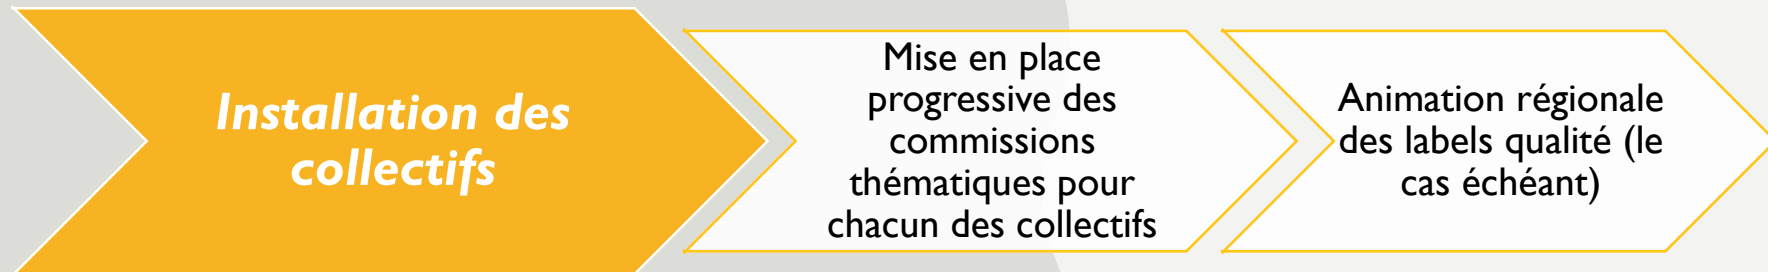 Installation des
collectifs
Mise en place
progressive des
commissions
thématiques pour
chacun des collectifs
Animation régionale
des labels qualité (le
cas échéant)